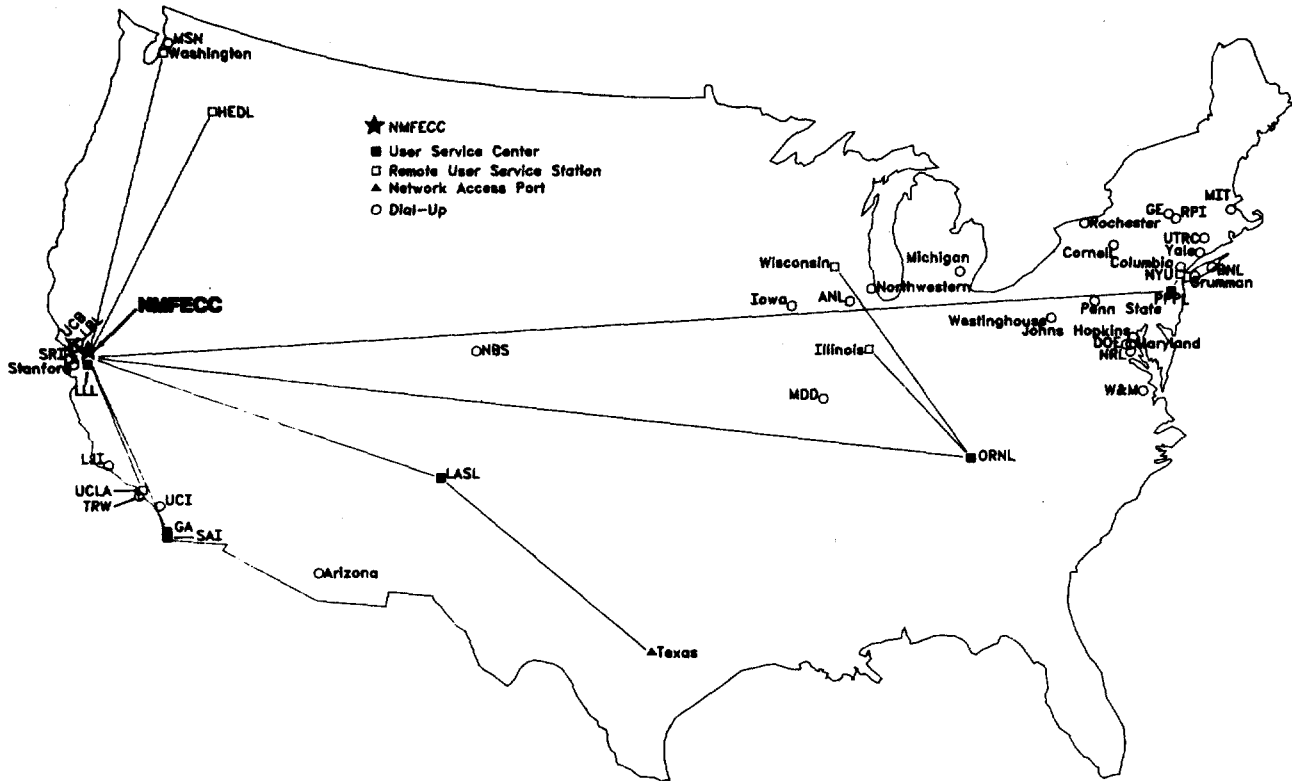 MSN
Washington
HEDL
NMFECC
User Service Center
Remote User Service Station
Network Access Port
Dial-Up
MIT
GE
RPI
Rochester
UTRC
Cornell
Yale
Columbia
BNL
NYU
Grumman
Michigan
Wisconsin
Northwestern
PPPL
Penn State
ANL
Iowa
NMFECC
UCB
LBL
Westinghouse
Johns Hopkins
DOE
Maryland
NRL
SRI
Stanford
NBS
Illinois
LLL
MDD
W&M
ORNL
LASL
UCLA
TRW
UCI
GA
SAI
Arizona
Texas